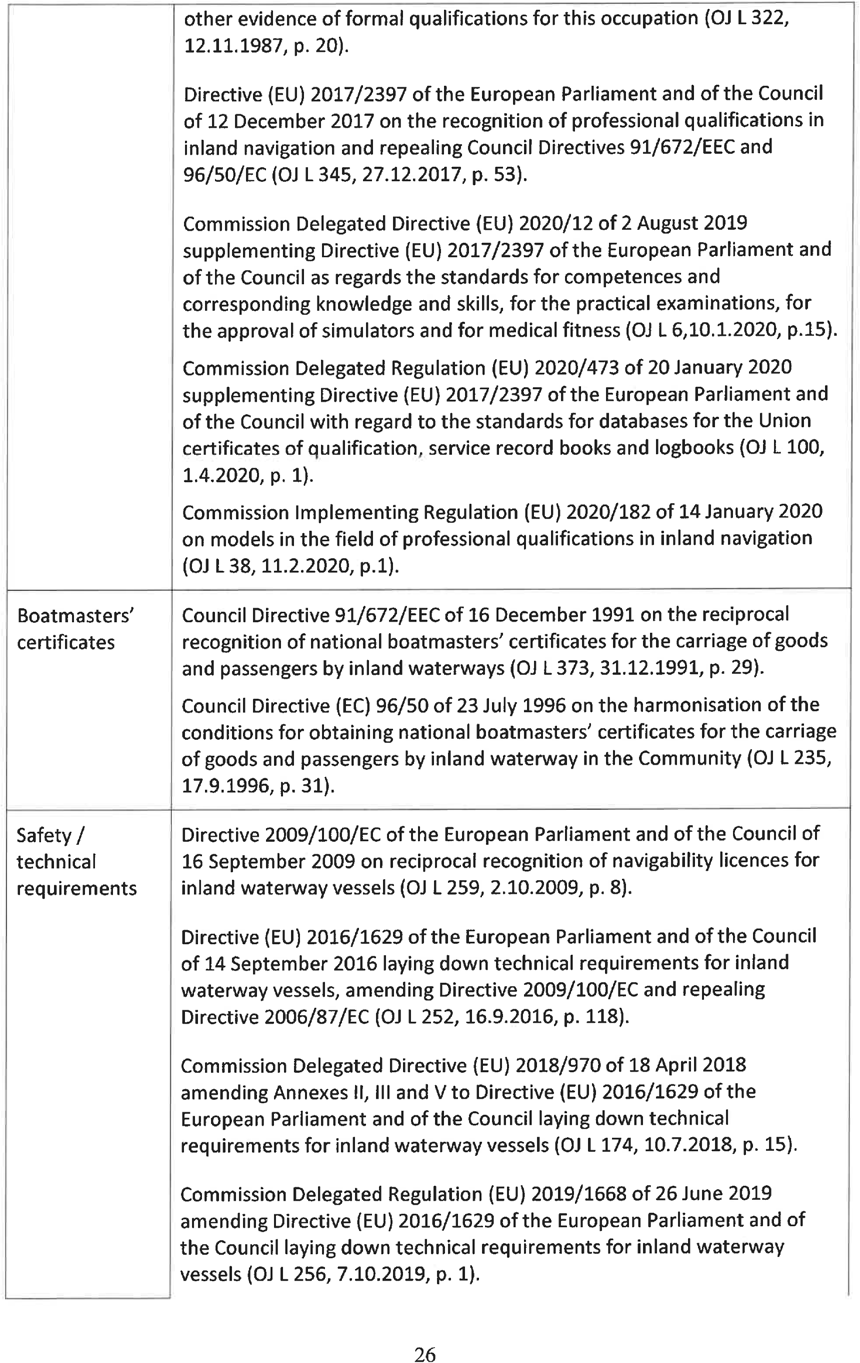 other evidence of formal qualifications for this occupation (OJ L 322,
12.11.1987, p. 20).
Directive (EU) 2017/2397 of the European Parliament and of the Council
of 12 December 2017 on the recognition of professional qualifications in
inland navigation and repealing Council Directives 91/672/EEC and
96/50/EC (OJ L 345, 27.12.2017, p. 53).
Commission Delegated Directive (EU) 2020/12 of 2 August 2019
supplementing Directive (EU) 2017/2397 of the European Parliament and
of the Council as regards the standards for competences and
corresponding knowledge and skills, for the practical examinations, for
the approval of simulators and for medical fitness (OJ L 6,10.1.2020, p.15).
Commission Delegated Regulation (EU) 2020/473 of 20 January 2020
supplementing Directive (EU) 2017/2397 of the European Parliament and
of the Council with regard to the standards for databases for the Union
certificates of qualification, service record books and logbooks (OJ L 100,
1.4.2020, p. 1).
Commission Implementing Regulation (EU) 2020/182 of 14 January 2020
on models in the field of professional qualifications in inland navigation
(OJ L 38, 11.2.2020, p.1).
Boatmasters'
certificates
Council Directive 91/672/EEC of 16 December 1991 on the reciprocal
recognition of national boatmasters' certificates for the carriage of goods
and passengers by inland waterways (OJ L 373, 31.12.1991, p. 29).
Council Directive (EC) 96/50 of 23 July 1996 on the harmonisation of the
conditions for obtaining national boatmasters' certificates for the carriage
of goods and passengers by inland waterway in the Community (OJ L 235,
17.9.1996, p. 31).
Safety /
technical
requirements
Directive 2009/100/EC of the European Parliament and of the Council of
16 September 2009 on reciprocal recognition of navigability licences for
inland waterway vessels (OJ L 259, 2.10.2009, p. 8).
Directive (EU) 2016/1629 of the European Parliament and of the Council
of 14 September 2016 laying down technical requirements for inland
waterway vessels, amending Directive 2009/100/EC and repealing
Directive 2006/87/EC (OJ L 252, 16.9.2016, p. 118).
Commission Delegated Directive (EU) 2018/970 of 18 April 2018
amending Annexes II, III and V to Directive (EU) 2016/1629 of the
European Parliament and of the Council laying down technical
requirements for inland waterway vessels (OJ L 174, 10.7.2018, p. 15).
Commission Delegated Regulation (EU) 2019/1668 of 26 June 2019
amending Directive (EU) 2016/1629 of the European Parliament and of
the Council laying down technical requirements for inland waterway
vessels (OJ L 256, 7.10.2019, p. 1).
26